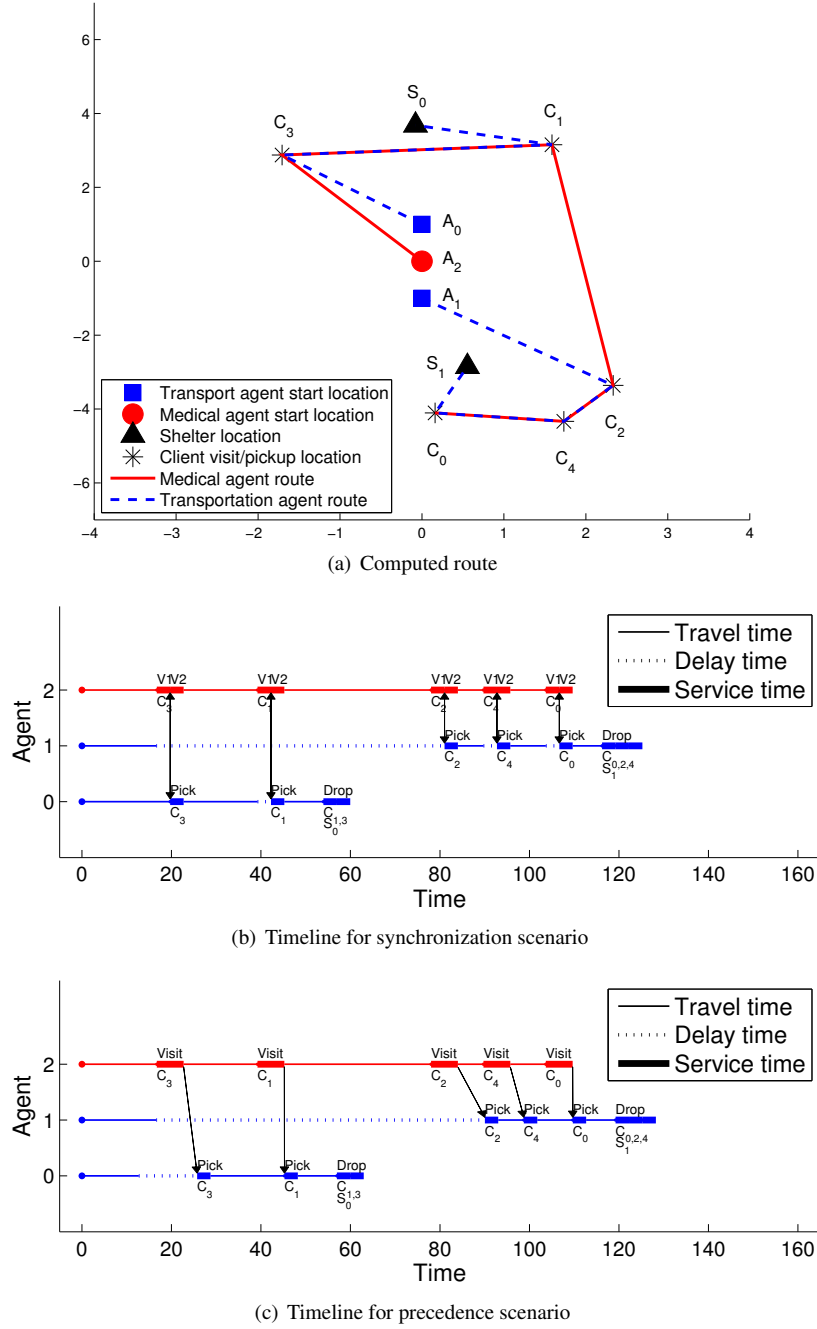 6
4
2
0
−2
−4
−6
−4
−3
−2
−1
0
1
2
3
4
S0
C3
C1
A0
A2
A1
S1
C0
C4
C2
Transport agent start location
Medical agent start location
Shelter location
Client visit/pickup location
Medical agent route
Transportation agent route
(a) Computed route
Travel time
Delay time
Service time
Agent
2
1
0
V1V2 V1V2 V1V2 V1V2 V1V2
C3 C1 C2 C4 C0
Pick Pick Pick Drop
C2 C4 C0 C0,2,4
S1
Pick Pick Drop
C3 C1 C1,3
S0
0 20 40 60 80 100 120 140 160
Time
(b) Timeline for synchronization scenario
Travel time
Delay time
Service time
Agent
2
1
0
Visit Visit Visit Visit Visit
C3 C1 C2 C4 C0
Pick Pick Pick Drop
C2 C4 C0 C0,2,4
S1
Pick Pick Drop
C3 C1 C1,3
S0
0 20 40 60 80 100 120 140 160
Time
(c) Timeline for precedence scenario